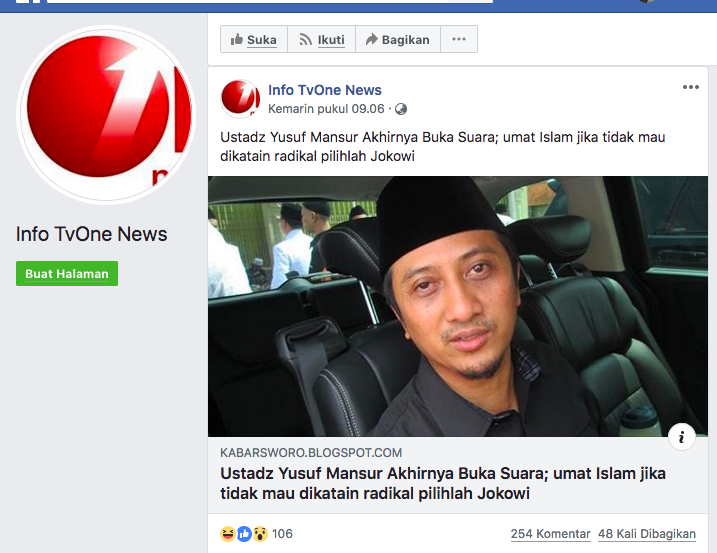 Suka
Ikuti
Bagikan
Info TvOne News
Kemarin pukul 09.06
Ustadz Yusuf Mansur Akhirnya Buka Suara; umat Islam jika tidak mau
dikatain radikal pilihlah Jokowi
Info TvOne News
Buat Halaman
KABARSWORO.BLOGSPOT.COM
Ustadz Yusuf Mansur Akhirnya Buka Suara; umat Islam jika
tidak mau dikatain radikal pilihlah Jokowi
106
254 Komentar
48 Kali Dibagikan